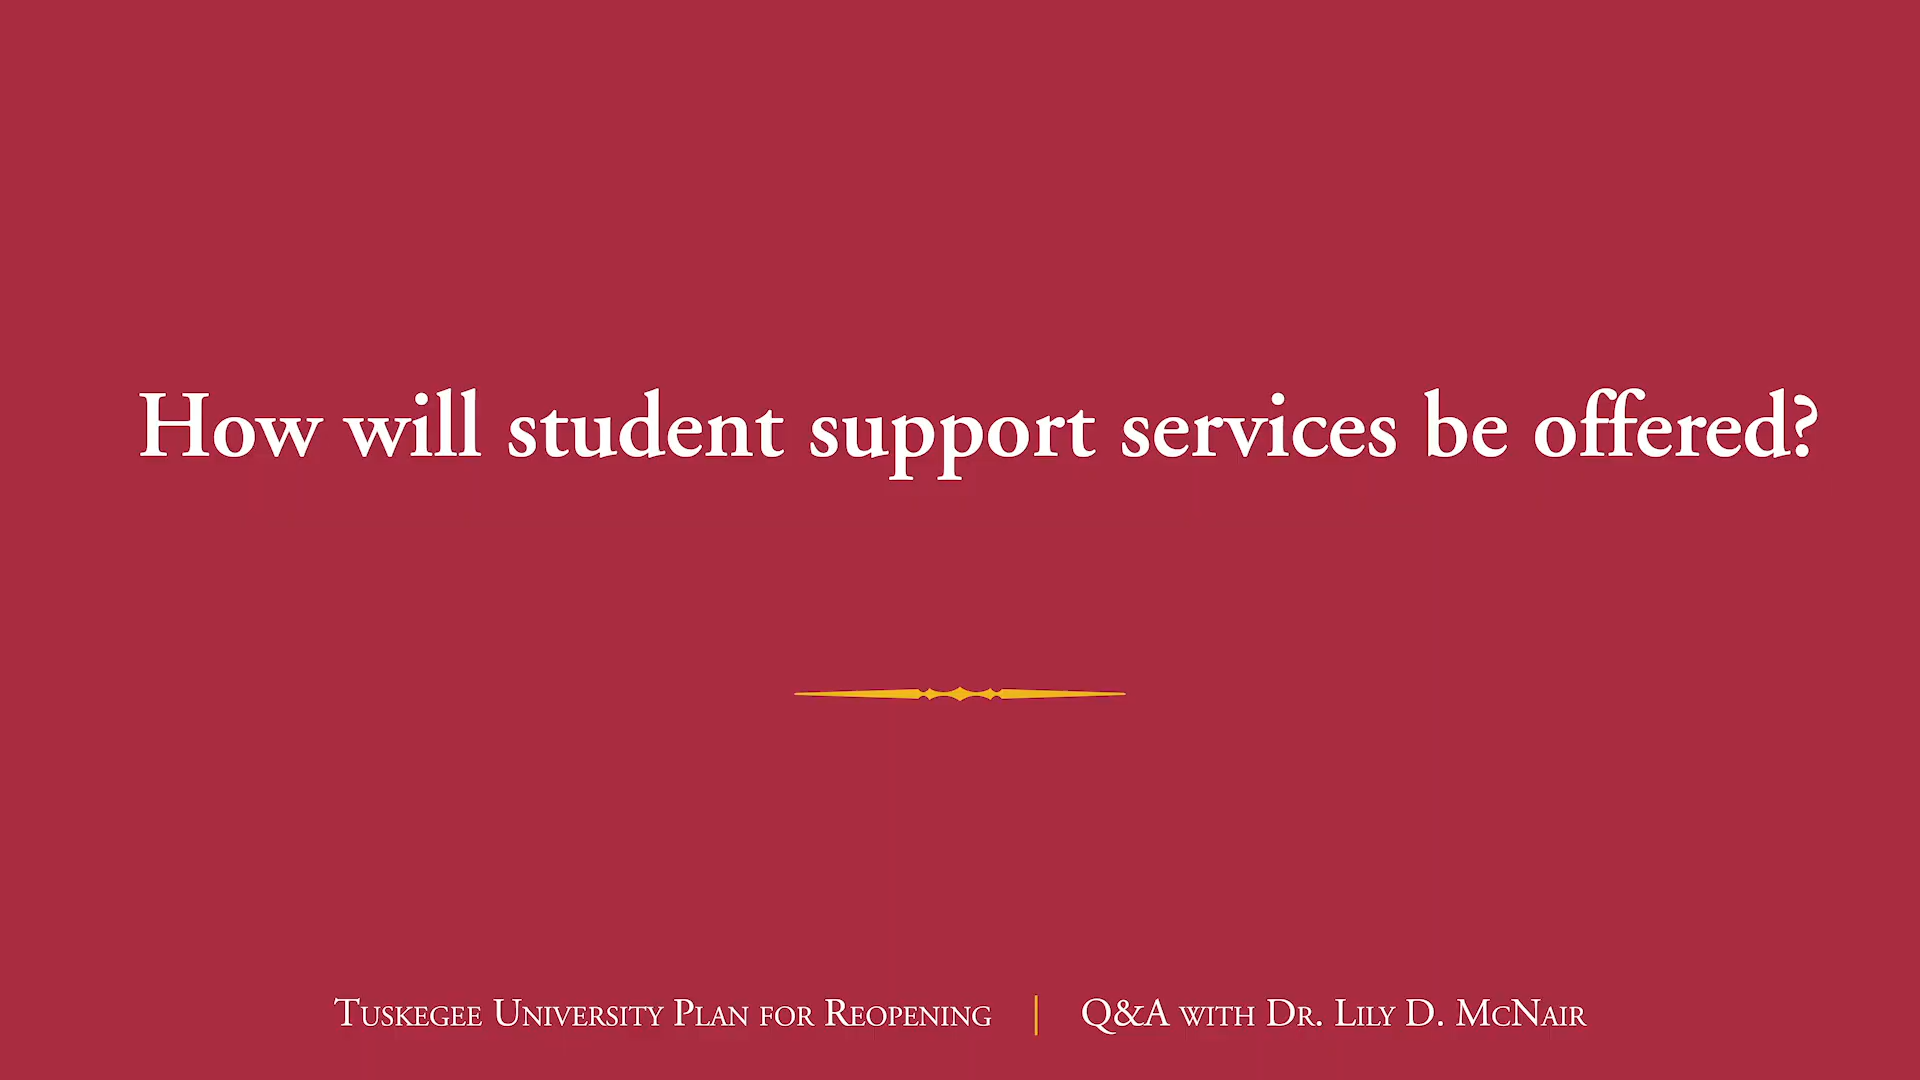 How will student support services be offered?
Tuskegee University Plan for Reopening | Q&A with Dr. Lily D. McNair